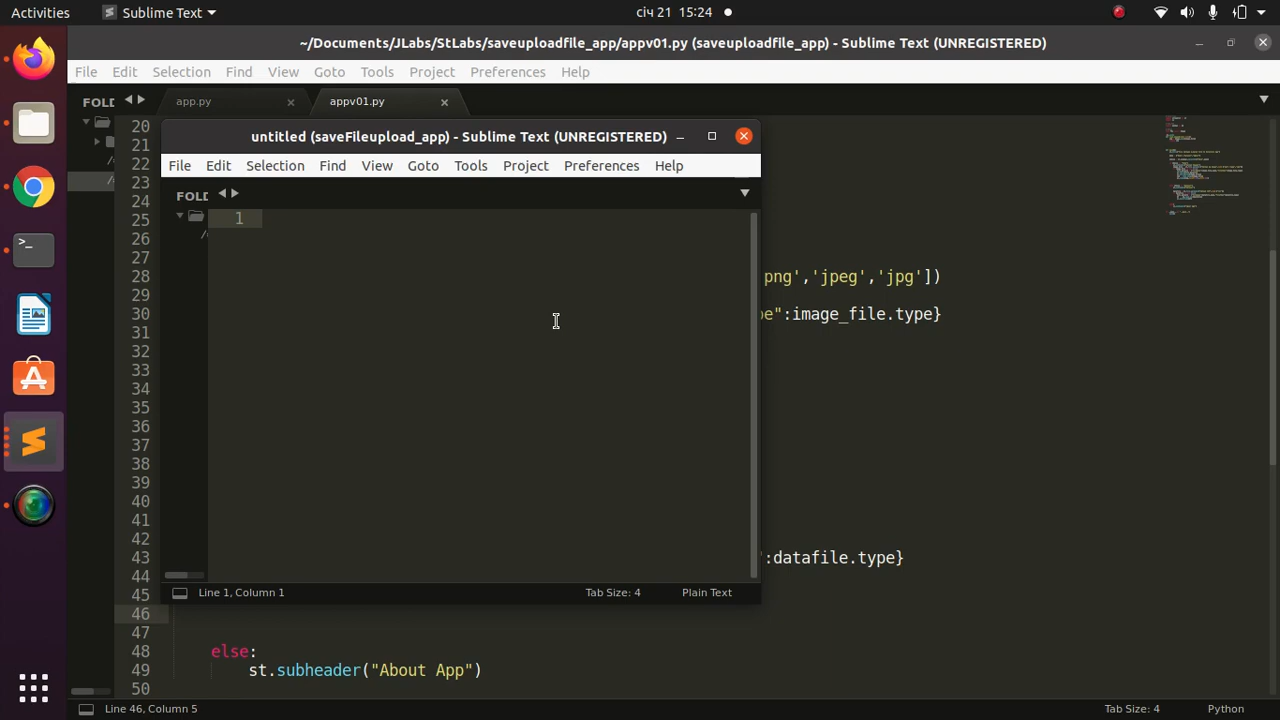 Activities
Sublime Text
січ 21 15:24
~/Documents/JLabs/StLabs/saveuploadfile_app/appv01.py (saveuploadfile_app) - Sublime Text (UNREGISTERED)
File Edit Selection Find View Goto Tools Project Preferences Help
FOLD
app.py
appv01.py
20
untitled (saveFileupload_app) - Sublime Text (UNREGISTERED)
21
22
File Edit Selection Find View Goto Tools Project Preferences Help
23
FOLD
24
25
1
26
27
28 png','jpeg','jpg'])
29
30 pe":image_file.type}
31
32
33
34
35
36
37
38
39
40
41
42
43 ":datafile.type}
44
45
Line 1, Column 1
Tab Size: 4
Plain Text
46
47
48 else:
49 st.subheader("About App")
50
Line 46, Column 5
Tab Size: 4
Python